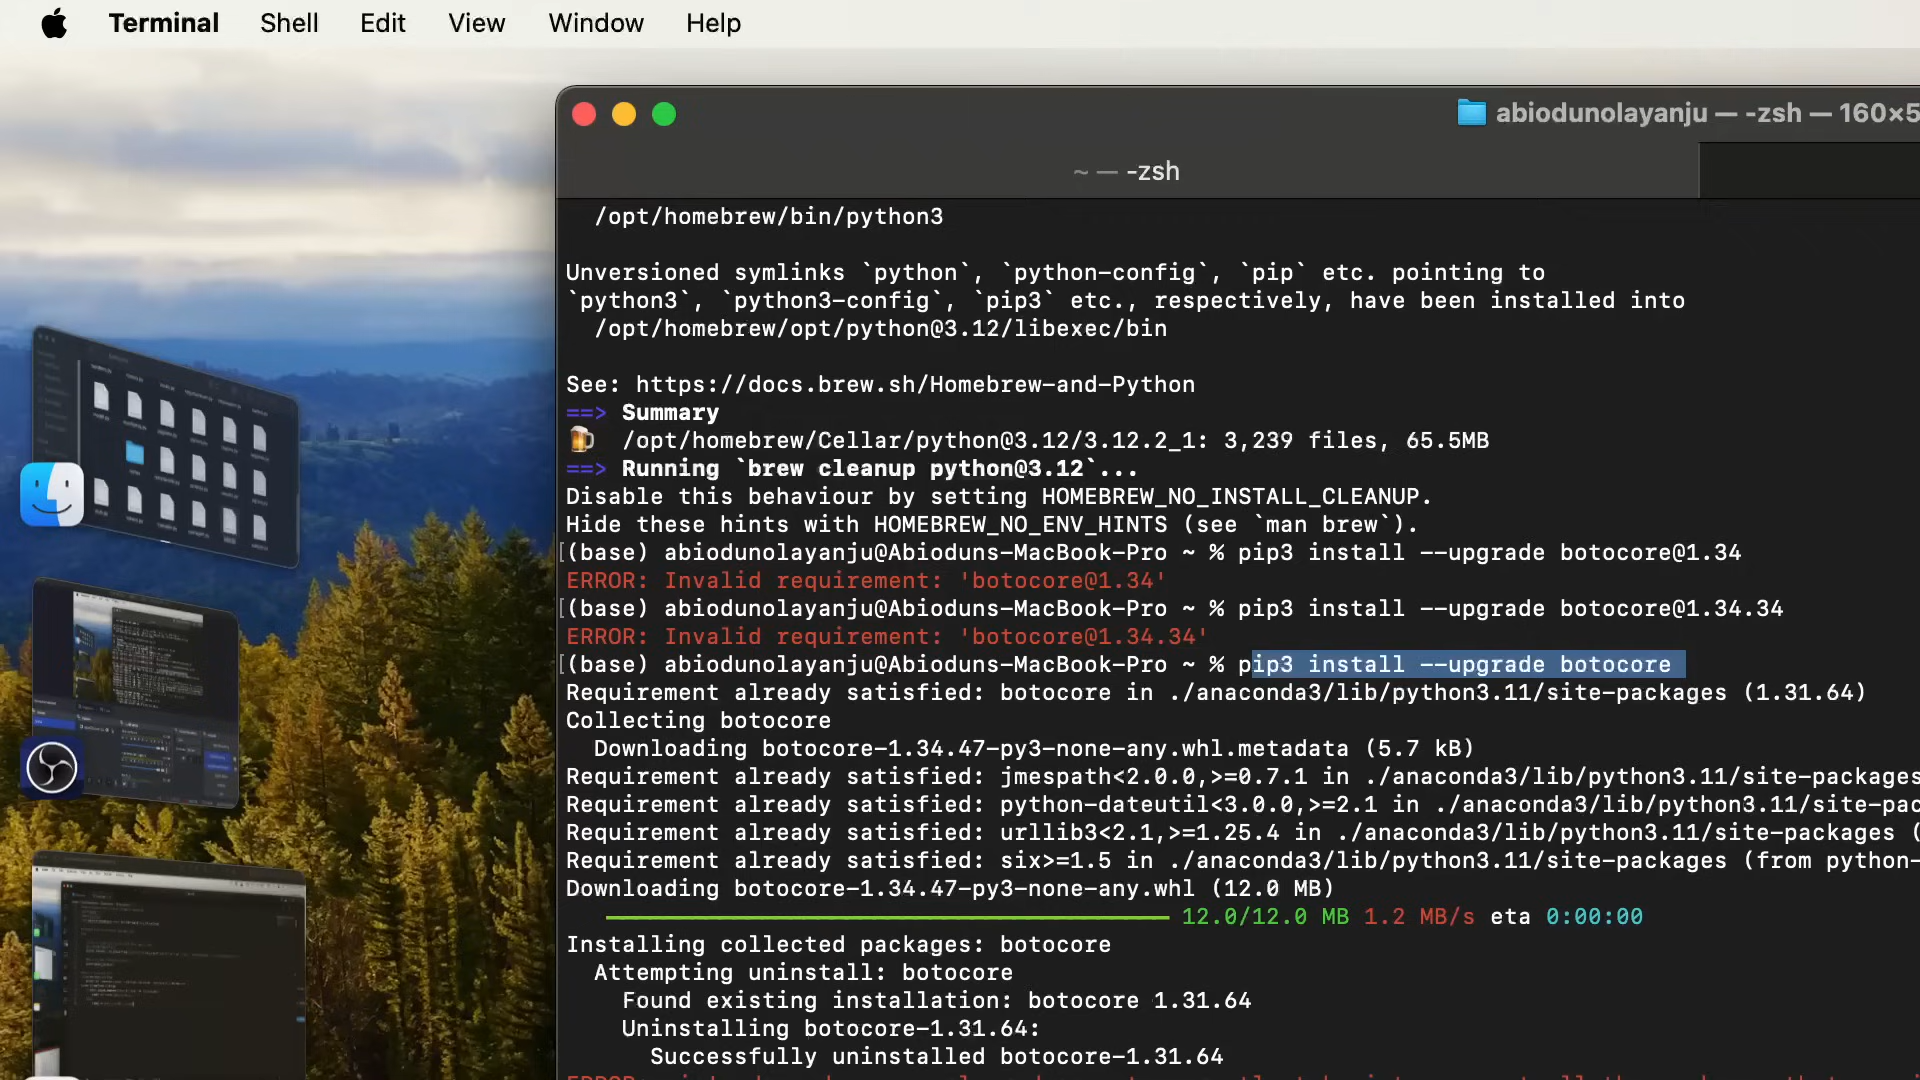 Terminal Shell Edit View Window Help
abiodunolayanju — -zsh — 160×5
~ — -zsh
/opt/homebrew/bin/python3
Unversioned symlinks `python`, `python-config`, `pip` etc. pointing to
`python3`, `python3-config`, `pip3` etc., respectively, have been installed into
/opt/homebrew/opt/python@3.12/libexec/bin
See: https://docs.brew.sh/Homebrew-and-Python
==> Summary
🍺 /opt/homebrew/Cellar/python@3.12/3.12.2_1: 3,239 files, 65.5MB
==> Running `brew cleanup python@3.12`...
Disable this behaviour by setting HOMEBREW_NO_INSTALL_CLEANUP.
Hide these hints with HOMEBREW_NO_ENV_HINTS (see `man brew`).
[(base) abiodunolayanju@Abioduns-MacBook-Pro ~ % pip3 install --upgrade botocore@1.34
ERROR: Invalid requirement: 'botocore@1.34'
[(base) abiodunolayanju@Abioduns-MacBook-Pro ~ % pip3 install --upgrade botocore@1.34.34
ERROR: Invalid requirement: 'botocore@1.34.34'
[(base) abiodunolayanju@Abioduns-MacBook-Pro ~ % pip3 install --upgrade botocore
Requirement already satisfied: botocore in ./anaconda3/lib/python3.11/site-packages (1.31.64)
Collecting botocore
Downloading botocore-1.34.47-py3-none-any.whl.metadata (5.7 kB)
Requirement already satisfied: jmespath<2.0.0,>=0.7.1 in ./anaconda3/lib/python3.11/site-packages
Requirement already satisfied: python-dateutil<3.0.0,>=2.1 in ./anaconda3/lib/python3.11/site-pac
Requirement already satisfied: urllib3<2.1,>=1.25.4 in ./anaconda3/lib/python3.11/site-packages (
Requirement already satisfied: six>=1.5 in ./anaconda3/lib/python3.11/site-packages (from python-
Downloading botocore-1.34.47-py3-none-any.whl (12.0 MB)
12.0/12.0 MB 1.2 MB/s eta 0:00:00
Installing collected packages: botocore
Attempting uninstall: botocore
Found existing installation: botocore 1.31.64
Uninstalling botocore-1.31.64:
Successfully uninstalled botocore-1.31.64